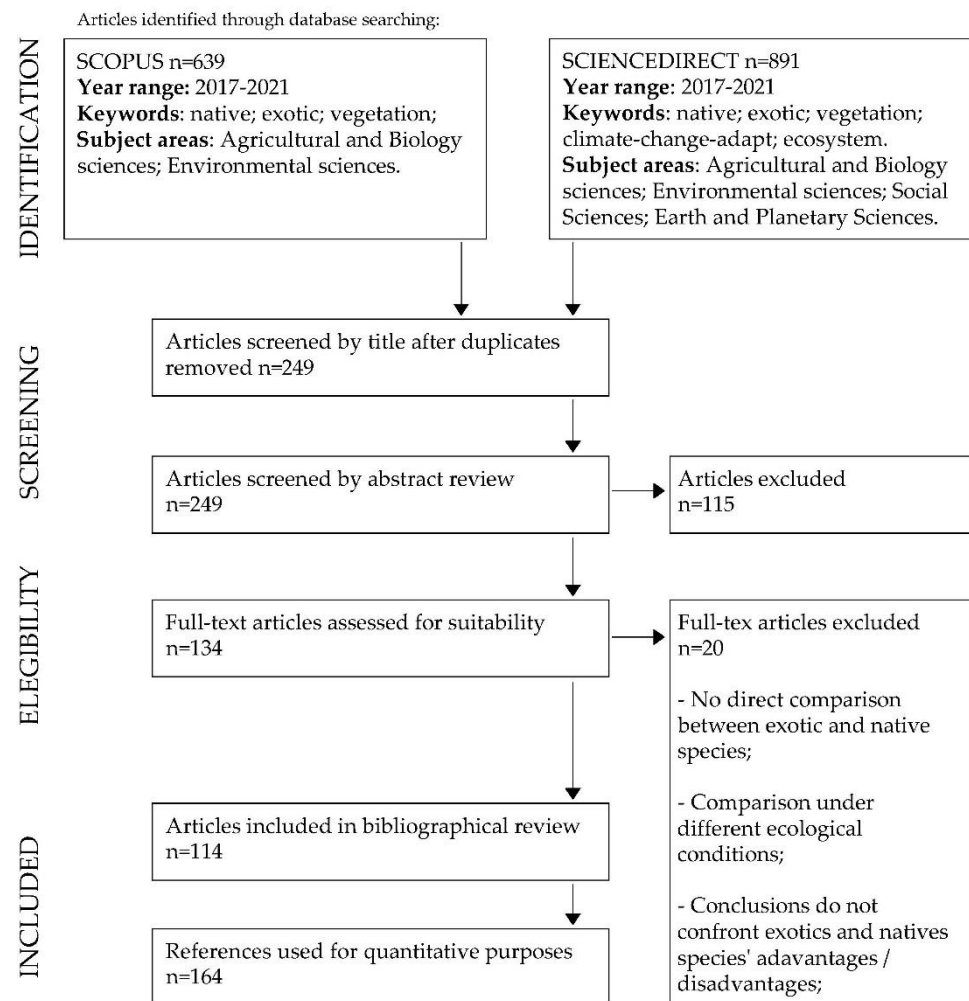 Articles identified through database searching:
IDENTIFICATION
SCOPUS n=639
Year range: 2017-2021
Keywords: native; exotic; vegetation;
Subject areas: Agricultural and Biology
sciences; Environmental sciences.
SCIENCEDIRECT n=891
Year range: 2017-2021
Keywords: native; exotic; vegetation;
climate-change-adapt; ecosystem.
Subject areas: Agricultural and Biology
sciences; Environmental sciences; Social
Sciences; Earth and Planetary Sciences.
SCREENING
Articles screened by title after duplicates
removed n=249
Articles screened by abstract review
n=249
Articles excluded
n=115
ELEGIBILITY
Full-text articles assessed for suitability
n=134
Full-tex articles excluded
n=20
- No direct comparison
between exotic and native
species;
- Comparison under
different ecological
conditions;
- Conclusions do not
confront exotics and natives
species' adavantages /
disadvantages;
INCLUDED
Articles included in bibliographical review
n=114
References used for quantitative purposes
n=164